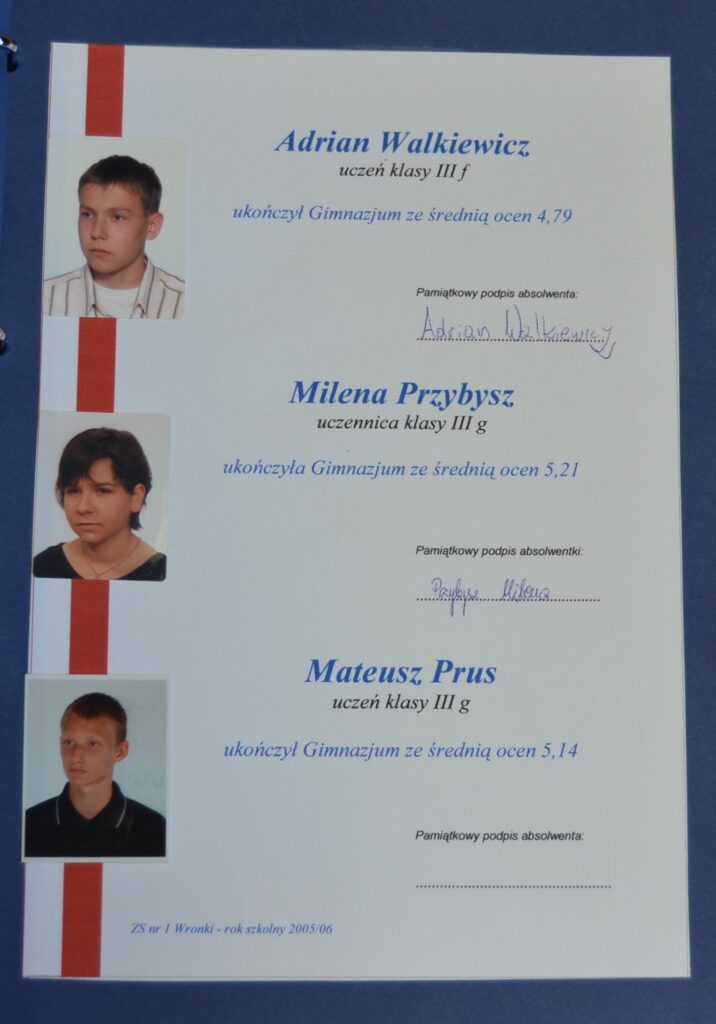 Adrian Walkiewicz
uczeń klasy III f
ukończył Gimnazjum ze średnią ocen 4,79
Pamiątkowy podpis absolwenta:
Adrian Walkiewicz
Milena Przybysz
uczennica klasy III g
ukończyła Gimnazjum ze średnią ocen 5,21
Pamiątkowy podpis absolwentki:
Przybysz Milena
Mateusz Prus
uczeń klasy III g
ukończył Gimnazjum ze średnią ocen 5,14
Pamiątkowy podpis absolwenta:
ZS nr 1 Wronki - rok szkolny 2005/06